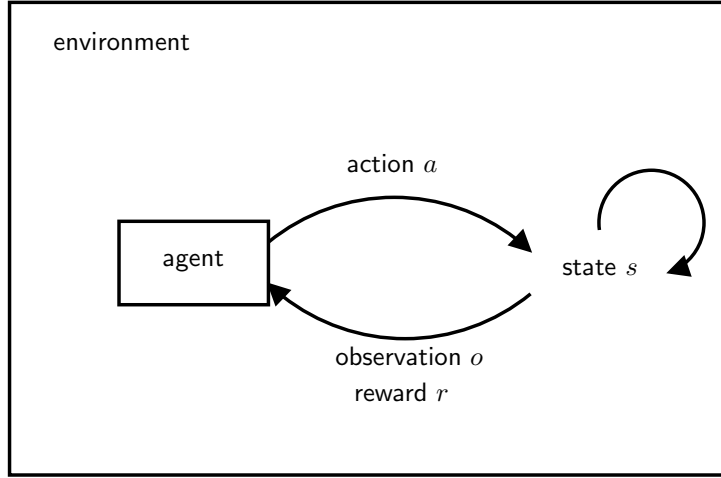 environment
action a
agent
state s
observation o
reward r